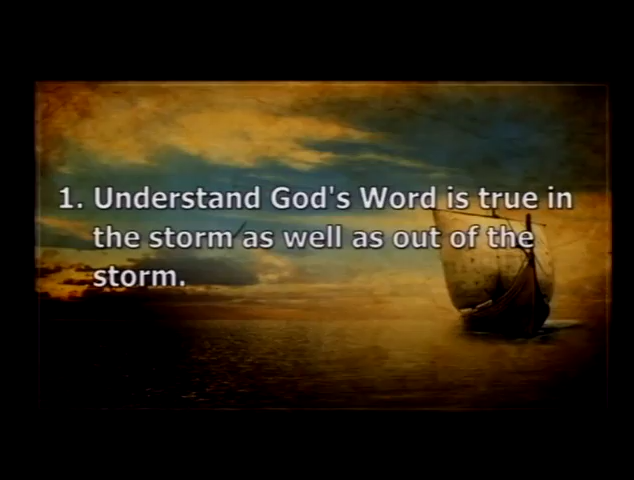 1. Understand God's Word is true in
the storm as well as out of the
storm.